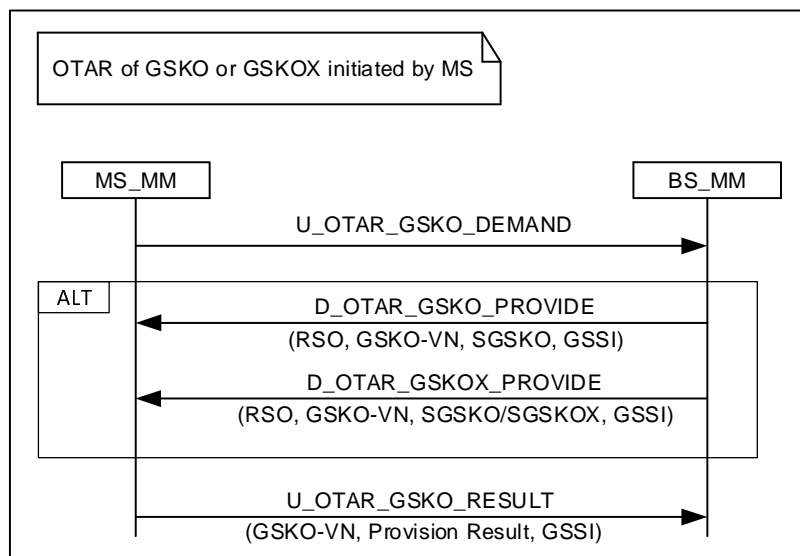 OTAR of GSKO or GSKOX initiated by MS
MS_MM
BS_MM
U_OTAR_GSKO_DEMAND
ALT
D_OTAR_GSKO_PROVIDE
(RSO, GSKO-VN, SGSKO, GSSI)
D_OTAR_GSKOX_PROVIDE
(RSO, GSKO-VN, SGSKO/SGSKOX, GSSI)
U_OTAR_GSKO_RESULT
(GSKO-VN, Provision Result, GSSI)